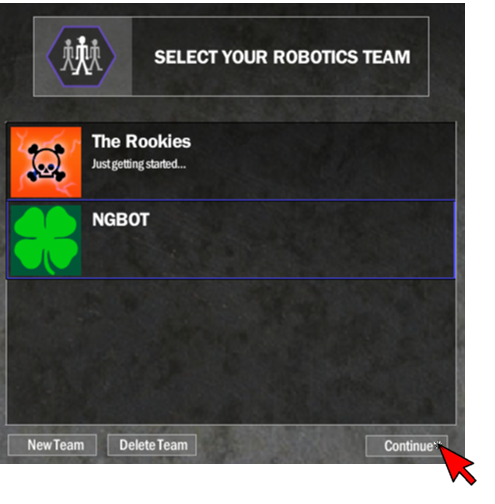 SELECT YOUR ROBOTICS TEAM
The Rookies
Just getting started...
NGBOT
New Team
Delete Team
Continue